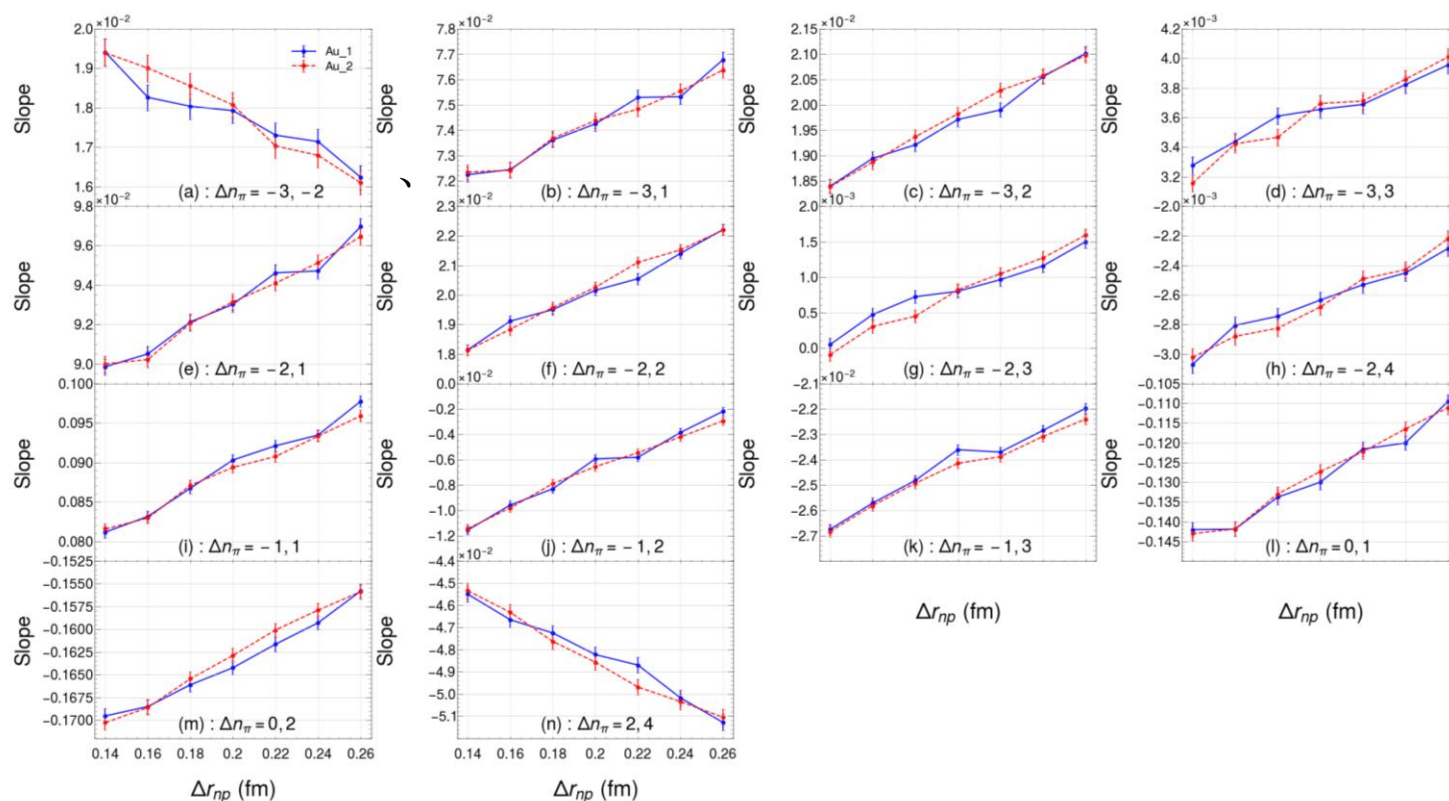 ×10⁻²
2.0
1.9
1.8
1.7
1.6
Slope
Au_1
Au_2
(a) : Δn_π = −3, −2
、
×10⁻²
7.8
7.7
7.6
7.5
7.4
7.3
7.2
Slope
(b) : Δn_π = −3, 1
×10⁻²
2.15
2.10
2.05
2.00
1.95
1.90
1.85
Slope
(c) : Δn_π = −3, 2
×10⁻³
4.2
4.0
3.8
3.6
3.4
3.2
Slope
(d) : Δn_π = −3, 3
×10⁻²
9.8
9.6
9.4
9.2
9.0
Slope
(e) : Δn_π = −2, 1
×10⁻²
2.3
2.2
2.1
2.0
1.9
1.8
Slope
(f) : Δn_π = −2, 2
×10⁻³
2.0
1.5
1.0
0.5
0.0
Slope
(g) : Δn_π = −2, 3
×10⁻³
−2.0
−2.2
−2.4
−2.6
−2.8
−3.0
Slope
(h) : Δn_π = −2, 4
0.100
0.095
0.090
0.085
0.080
Slope
(i) : Δn_π = −1, 1
×10⁻²
0.0
−0.2
−0.4
−0.6
−0.8
−1.0
−1.2
Slope
(j) : Δn_π = −1, 2
×10⁻²
−2.1
−2.2
−2.3
−2.4
−2.5
−2.6
−2.7
Slope
(k) : Δn_π = −1, 3
−0.105
−0.110
−0.115
−0.120
−0.125
−0.130
−0.135
−0.140
−0.145
Slope
(l) : Δn_π = 0, 1
−0.1525
−0.1550
−0.1575
−0.1600
−0.1625
−0.1650
−0.1675
−0.1700
Slope
(m) : Δn_π = 0, 2
0.14 0.16 0.18 0.2 0.22 0.24 0.26
Δr_np (fm)
×10⁻²
−4.4
−4.5
−4.6
−4.7
−4.8
−4.9
−5.0
−5.1
Slope
(n) : Δn_π = 2, 4
0.14 0.16 0.18 0.2 0.22 0.24 0.26
Δr_np (fm)
Δr_np (fm)
Δr_np (fm)